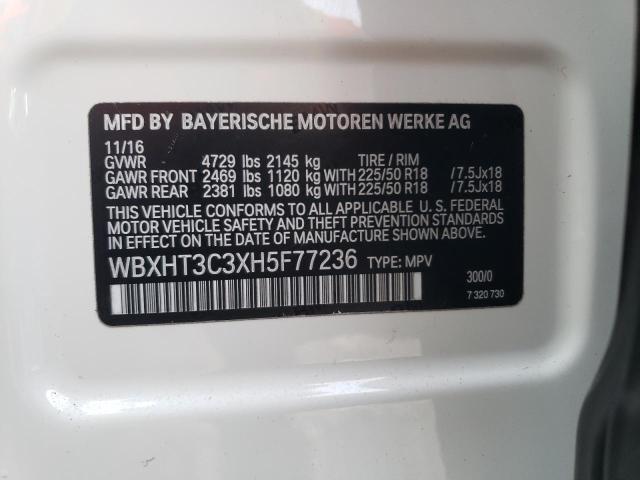 MFD BY BAYERISCHE MOTOREN WERKE AG
11/16
GVWR 4729 lbs 2145 kg TIRE / RIM
GAWR FRONT 2469 lbs 1120 kg WITH 225/50 R18 /7.5Jx18
GAWR REAR 2381 lbs 1080 kg WITH 225/50 R18 /7.5Jx18
THIS VEHICLE CONFORMS TO ALL APPLICABLE U. S. FEDERAL
MOTOR VEHICLE SAFETY AND THEFT PREVENTION STANDARDS
IN EFFECT ON THE DATE OF MANUFACTURE SHOWN ABOVE.
WBXHT3C3XH5F77236 TYPE: MPV
300/0
7 320 730